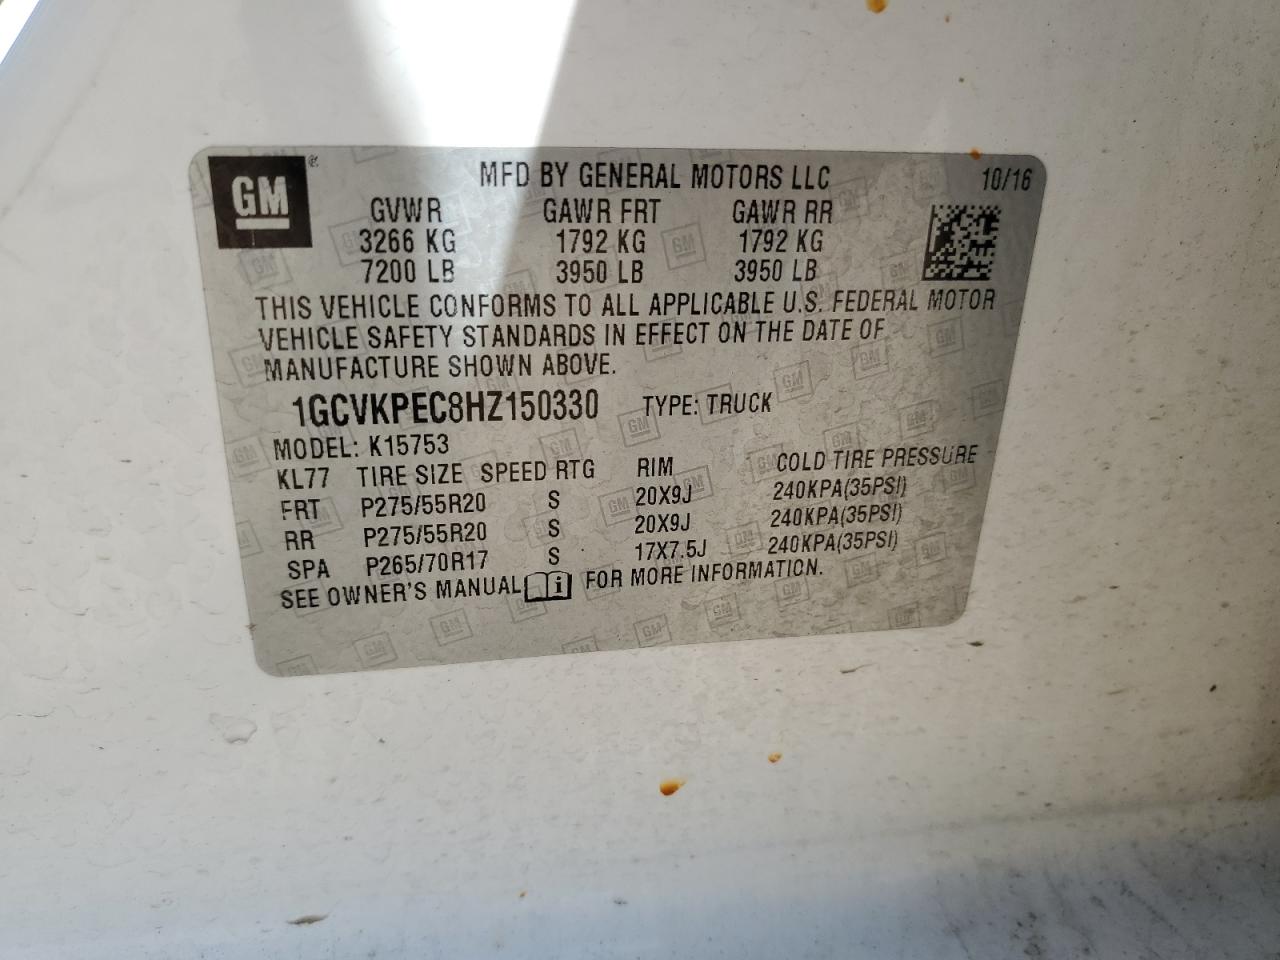 GM
MFD BY GENERAL MOTORS LLC 10/16
GVWR GAWR FRT GAWR RR
3266 KG 1792 KG 1792 KG
7200 LB 3950 LB 3950 LB
THIS VEHICLE CONFORMS TO ALL APPLICABLE U.S. FEDERAL MOTOR
VEHICLE SAFETY STANDARDS IN EFFECT ON THE DATE OF
MANUFACTURE SHOWN ABOVE.
1GCVKPEC8HZ150330 TYPE: TRUCK
MODEL: K15753
KL77 TIRE SIZE SPEED RTG RIM COLD TIRE PRESSURE
FRT P275/55R20 S 20X9J 240KPA(35PSI)
RR P275/55R20 S 20X9J 240KPA(35PSI)
SPA P265/70R17 S 17X7.5J 240KPA(35PSI)
SEE OWNER'S MANUAL i FOR MORE INFORMATION.